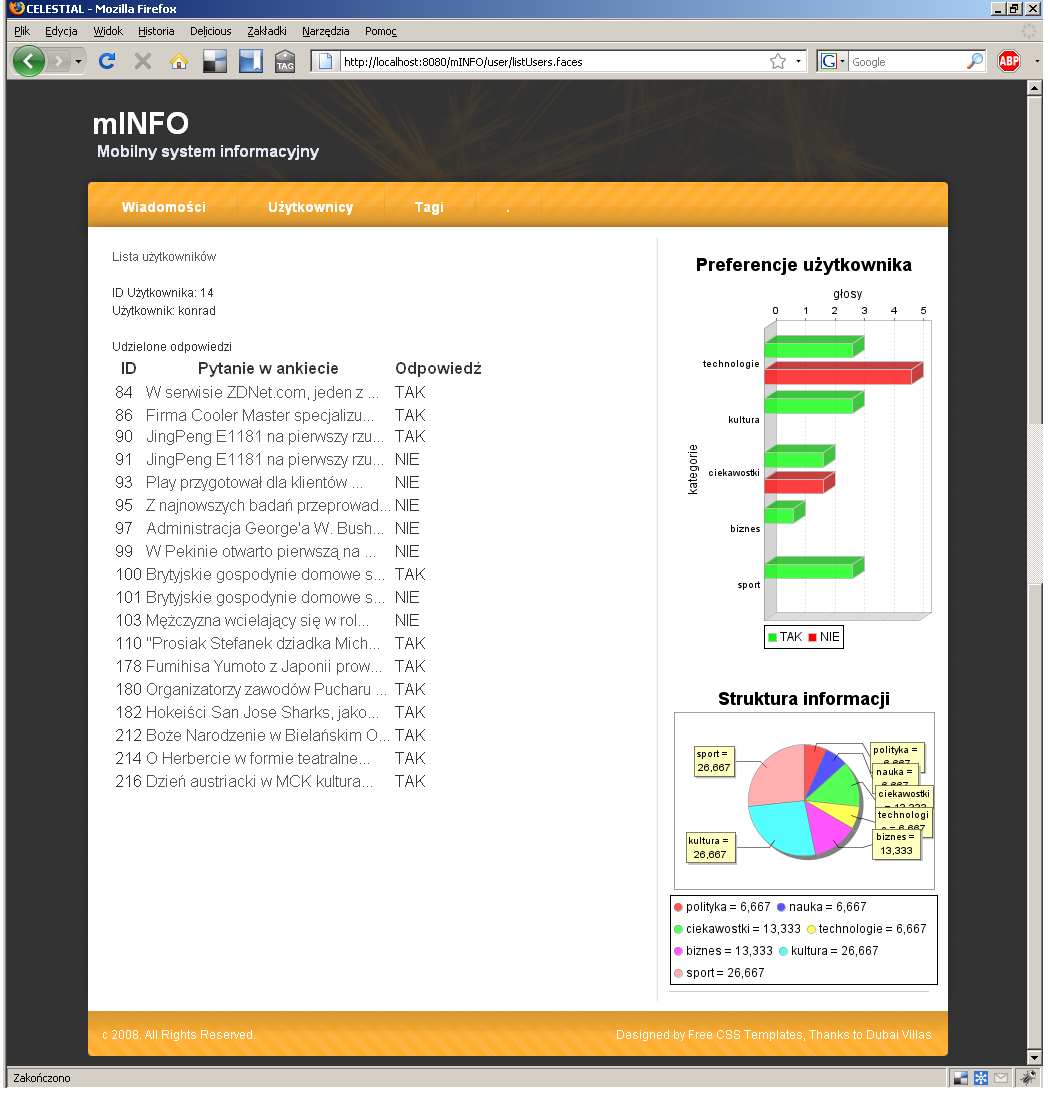 CELESTIAL - Mozilla Firefox
Plik Edycja Widok Historia Delicious Zakładki Narzędzia Pomoc
TAG http://localhost:8080/mINFO/user/listUsers.faces G Google ABP
mINFO
Mobilny system informacyjny
Wiadomości Użytkownicy Tagi .
Lista użytkowników
ID Użytkownika: 14
Użytkownik: konrad
Udzielone odpowiedzi
ID Pytanie w ankiecie Odpowiedź
84 W serwisie ZDNet.com, jeden z ... TAK
86 Firma Cooler Master specjalizu... TAK
90 JingPeng E1181 na pierwszy rzu... TAK
91 JingPeng E1181 na pierwszy rzu... NIE
93 Play przygotował dla klientów ... NIE
95 Z najnowszych badań przeprowad... NIE
97 Administracja George'a W. Bush... NIE
99 W Pekinie otwarto pierwszą na ... NIE
100 Brytyjskie gospodynie domowe s... TAK
101 Brytyjskie gospodynie domowe s... NIE
103 Mężczyzna wcielający się w rol... NIE
110 "Prosiak Stefanek dziadka Mich... TAK
178 Fumihisa Yumoto z Japonii prow... TAK
180 Organizatorzy zawodów Pucharu ... TAK
182 Hokeiści San Jose Sharks, jako... TAK
212 Boże Narodzenie w Bielańskim O... TAK
214 O Herbercie w formie teatralne... TAK
216 Dzień austriacki w MCK kultura... TAK
Preferencje użytkownika
głosy
0 1 2 3 4 5
technologie
kultura
kategorie
ciekawostki
biznes
sport
TAK NIE
Struktura informacji
sport =
26,667
polityka =
6,667
nauka =
6,667
ciekawostki
= 13,333
technologi
e = 6,667
biznes =
13,333
kultura =
26,667
polityka = 6,667 nauka = 6,667
ciekawostki = 13,333 technologie = 6,667
biznes = 13,333 kultura = 26,667
sport = 26,667
c 2008. All Rights Reserved. Designed by Free CSS Templates, Thanks to Dubai Villas
Zakończono